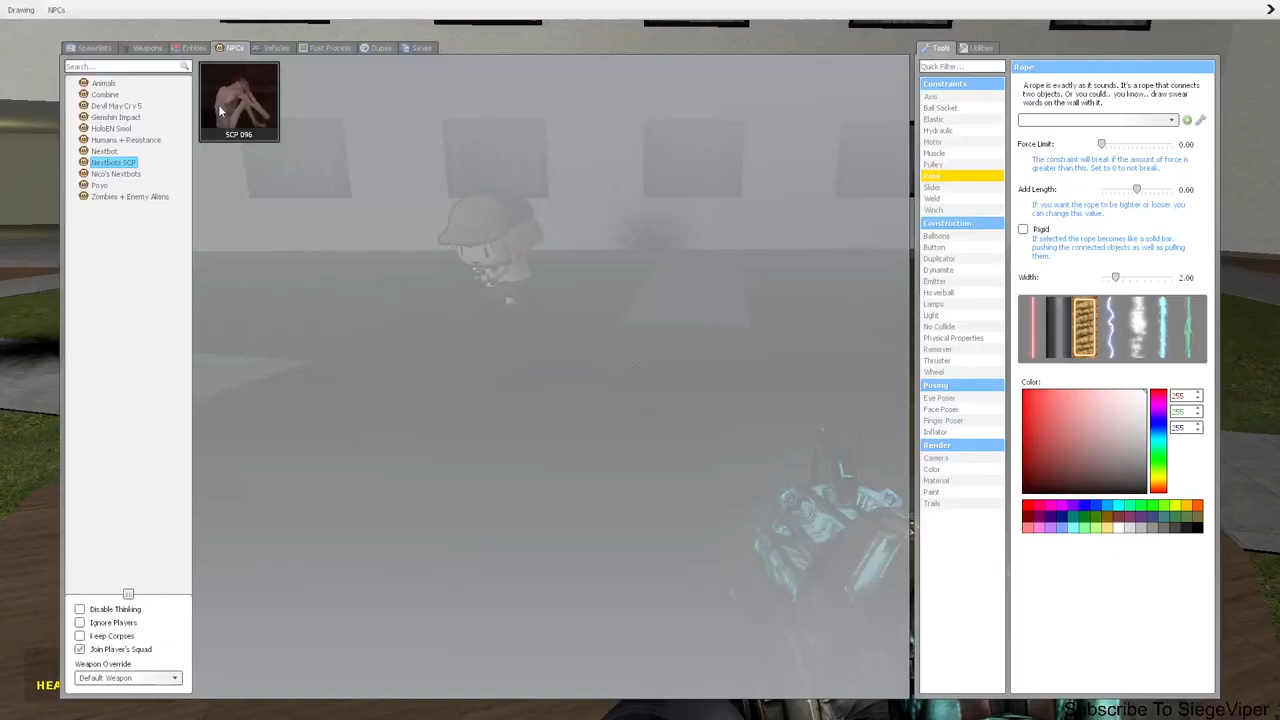 Drawing NPCs
Spawnlists Weapons Entities NPCs Vehicles Post Process Dupes Saves
Search...
Animals
Combine
Devil May Cry 5
Genshin Impact
HoloEN Smol
Humans + Resistance
Nextbot
Nextbots SCP
Nico's Nextbots
Poyo
Zombies + Enemy Aliens
SCP 096
Disable Thinking
Ignore Players
Keep Corpses
Join Player's Squad
Weapon Override
Default Weapon
HEA
Tools Utilities
Quick Filter...
Constraints
Axis
Ball Socket
Elastic
Hydraulic
Motor
Muscle
Pulley
Rope
Slider
Weld
Winch
Construction
Balloons
Button
Duplicator
Dynamite
Emitter
Hoverball
Lamps
Light
No Collide
Physical Properties
Remover
Thruster
Wheel
Posing
Eye Poser
Face Poser
Finger Poser
Inflator
Render
Camera
Color
Material
Paint
Trails
Rope
A rope is exactly as it sounds. It's a rope that connects
two objects. Or you could.. you know.. draw swear
words on the wall with it.
Force Limit: 0.00
The constraint will break if the amount of force is
greater than this. Set to 0 to not break.
Add Length: 0.00
If you want the rope to be tighter or looser you
can change this value.
Rigid
If selected the rope becomes like a solid bar,
pushing the connected objects as well as pulling
them.
Width: 2.00
Color:
255
255
255
Subscribe To SiegeViper